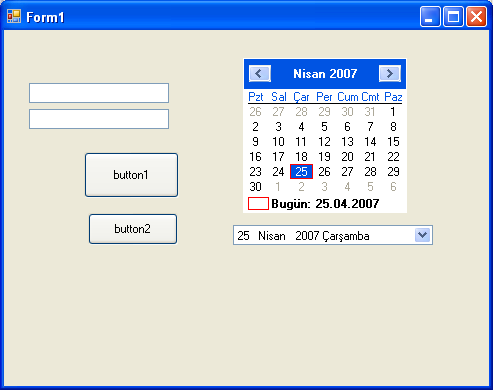 Form1
Nisan 2007
Pzt Sal Çar Per Cum Cmt Paz
26 27 28 29 30 31 1
2 3 4 5 6 7 8
9 10 11 12 13 14 15
16 17 18 19 20 21 22
23 24 25 26 27 28 29
30 1 2 3 4 5 6
Bugün: 25.04.2007
button1
button2
25 Nisan 2007 Çarşamba